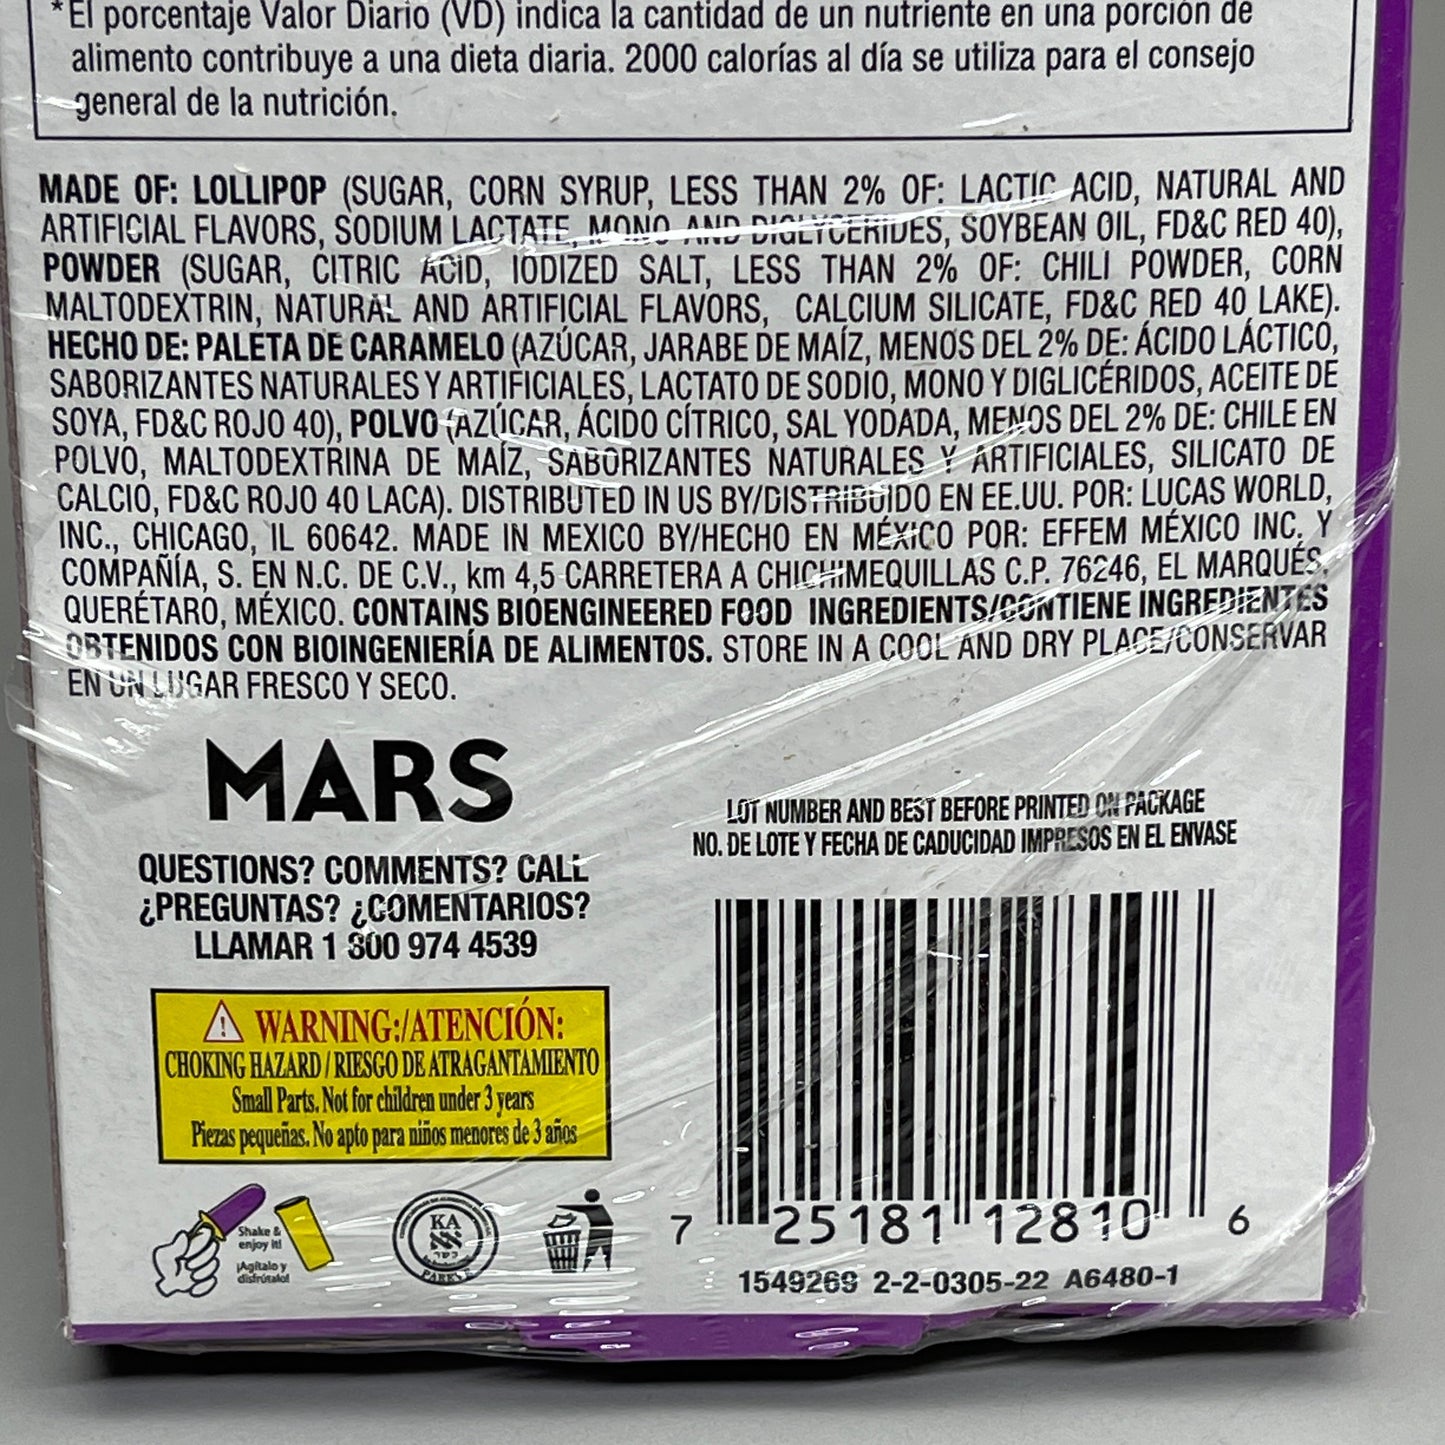 *El porcentaje Valor Diario (VD) indica la cantidad de un nutriente en una porción de
alimento contribuye a una dieta diaria. 2000 calorías al día se utiliza para el consejo
general de la nutrición.
MADE OF: LOLLIPOP (SUGAR, CORN SYRUP, LESS THAN 2% OF: LACTIC ACID, NATURAL AND
ARTIFICIAL FLAVORS, SODIUM LACTATE, MONO AND DIGLYCERIDES, SOYBEAN OIL, FD&C RED 40),
POWDER (SUGAR, CITRIC ACID, IODIZED SALT, LESS THAN 2% OF: CHILI POWDER, CORN
MALTODEXTRIN, NATURAL AND ARTIFICIAL FLAVORS, CALCIUM SILICATE, FD&C RED 40 LAKE).
HECHO DE: PALETA DE CARAMELO (AZÚCAR, JARABE DE MAÍZ, MENOS DEL 2% DE: ÁCIDO LÁCTICO,
SABORIZANTES NATURALES Y ARTIFICIALES, LACTATO DE SODIO, MONO Y DIGLICÉRIDOS, ACEITE DE
SOYA, FD&C ROJO 40), POLVO (AZÚCAR, ÁCIDO CÍTRICO, SAL YODADA, MENOS DEL 2% DE: CHILE EN
POLVO, MALTODEXTRINA DE MAÍZ, SABORIZANTES NATURALES Y ARTIFICIALES, SILICATO DE
CALCIO, FD&C ROJO 40 LACA). DISTRIBUTED IN US BY/DISTRIBUIDO EN EE.UU. POR: LUCAS WORLD,
INC., CHICAGO, IL 60642. MADE IN MEXICO BY/HECHO EN MÉXICO POR: EFFEM MÉXICO INC. Y
COMPAÑÍA, S. EN N.C. DE C.V., km 4,5 CARRETERA A CHICHIMEQUILLAS C.P. 76246, EL MARQUÉS,
QUERÉTARO, MÉXICO. CONTAINS BIOENGINEERED FOOD INGREDIENTS/CONTIENE INGREDIENTES
OBTENIDOS CON BIOINGENIERÍA DE ALIMENTOS. STORE IN A COOL AND DRY PLACE/CONSERVAR
EN UN LUGAR FRESCO Y SECO.
MARS
QUESTIONS? COMMENTS? CALL
¿PREGUNTAS? ¿COMENTARIOS?
LLAMAR 1 800 974 4539
LOT NUMBER AND BEST BEFORE PRINTED ON PACKAGE
NO. DE LOTE Y FECHA DE CADUCIDAD IMPRESOS EN EL ENVASE
WARNING:/ATENCIÓN:
CHOKING HAZARD / RIESGO DE ATRAGANTAMIENTO
Small Parts. Not for children under 3 years
Piezas pequeñas. No apto para niños menores de 3 años
Shake &
enjoy it!
¡Agítalo y
disfrútalo!
KA
PARVE
7 25181 12810 6
1549269 2-2-0305-22 A6480-1